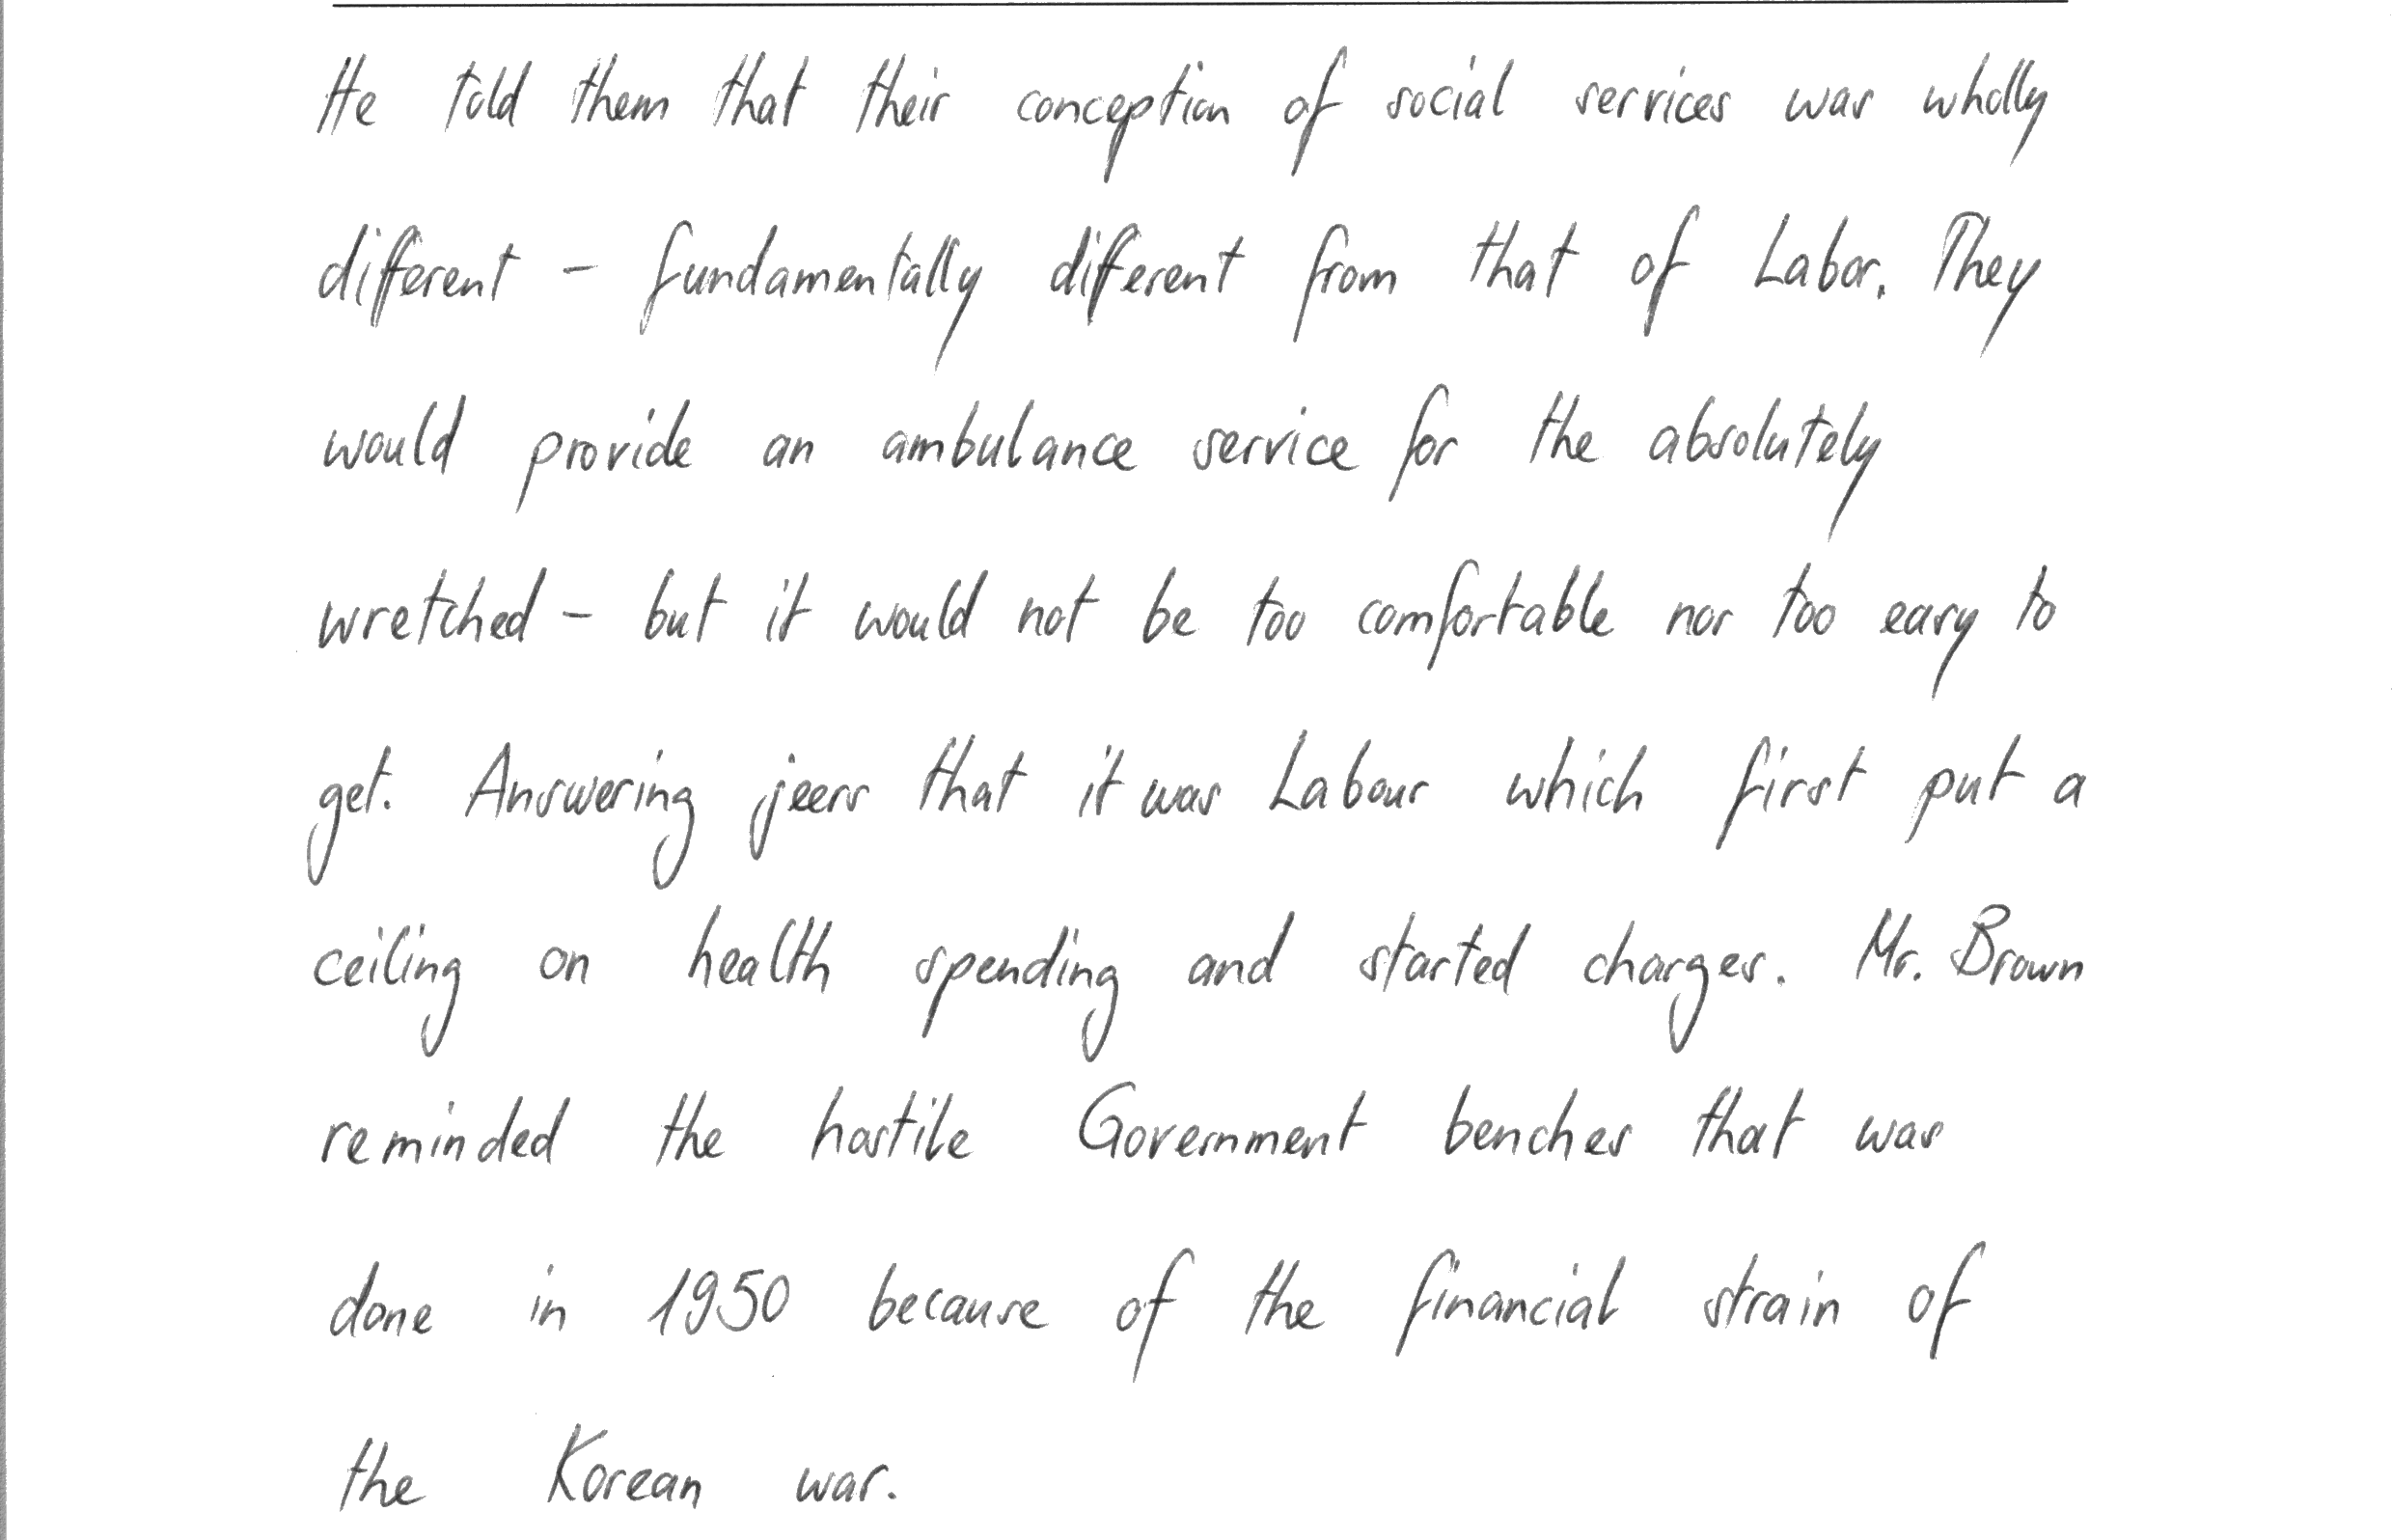 He told them that their conception of social services was wholly
different - fundamentally different from that of Labor. They
would provide an ambulance service for the absolutely
wretched - but it would not be too comfortable nor too easy to
get. Answering jeers that it was Labour which first put a
ceiling on health spending and started charges. Mr. Brown
reminded the hostile Government benches that was
done in 1950 because of the financial strain of
the Korean war.